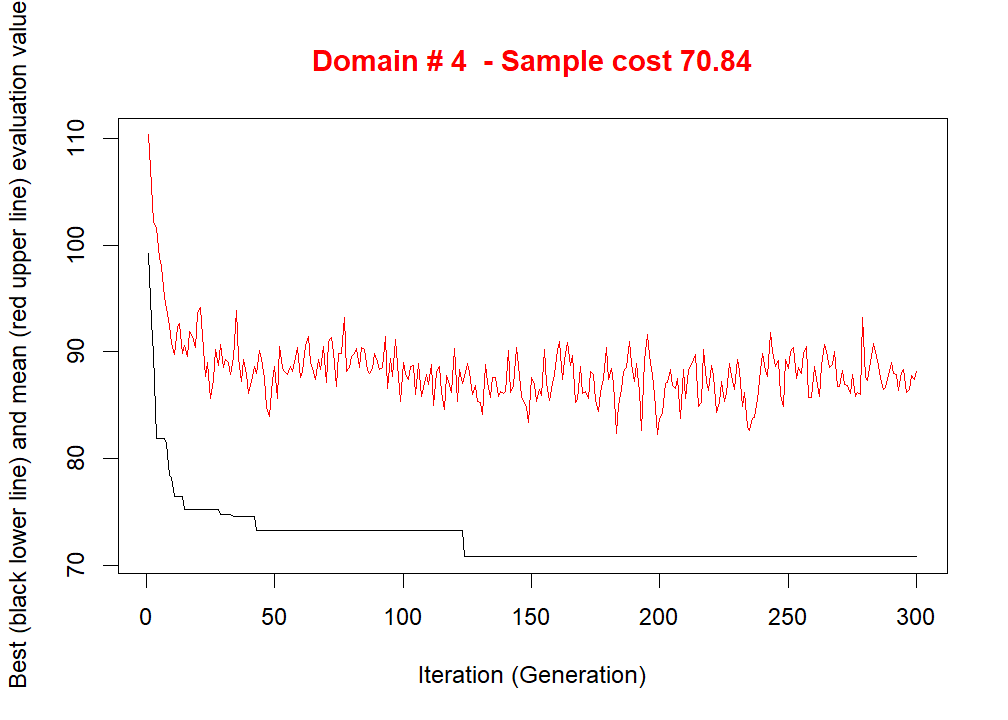 Domain # 4  - Sample cost 70.84
Best (black lower line) and mean (red upper line) evaluation value
110
100
90
80
70
0 50 100 150 200 250 300
Iteration (Generation)